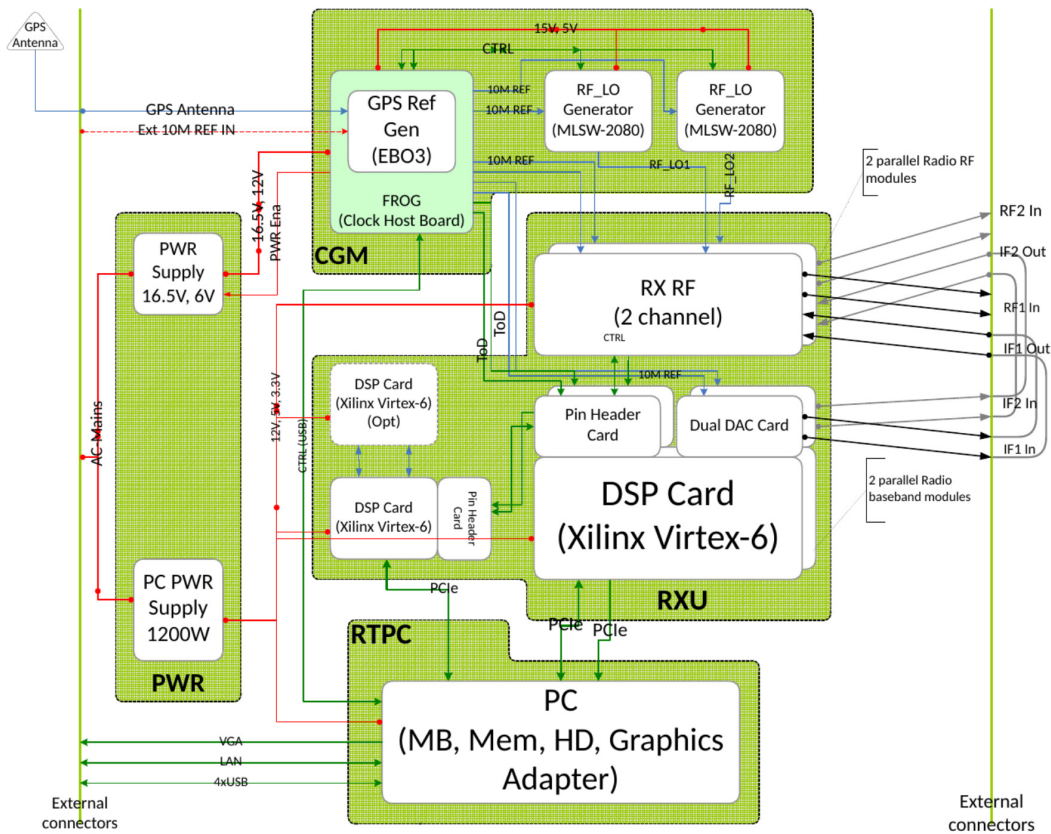 GPS
Antenna
15V, 5V
CTRL
10M REF
10M REF
GPS Antenna
Ext 10M REF IN
GPS Ref
Gen
(EBO3)
RF_LO
Generator
(MLSW-2080)
RF_LO
Generator
(MLSW-2080)
10M REF
RF_LO1
RF_LO2
FROG
(Clock Host Board)
CGM
16.5V, 12V
PWR Ena
2 parallel Radio RF
modules
PWR
Supply
16.5V, 6V
RX RF
(2 channel)
CTRL
RF2 In
IF2 Out
RF1 In
IF1 Out
IF2 In
IF1 In
ToD
ToD
10M REF
12V, 5V, 3.3V
CTRL (USB)
AC Mains
DSP Card
(Xilinx Virtex-6)
(Opt)
Pin Header
Card
Dual DAC Card
DSP Card
(Xilinx Virtex-6)
Pin Header
Card
DSP Card
(Xilinx Virtex-6)
2 parallel Radio
baseband modules
PCIe
RXU
PCIe
PCIe
PC PWR
Supply
1200W
PWR
RTPC
PC
(MB, Mem, HD, Graphics
Adapter)
VGA
LAN
4xUSB
External
connectors
External
connectors